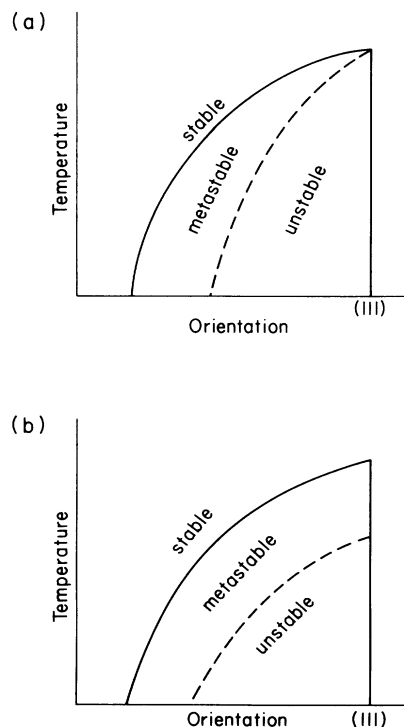 (a)
Temperature
stable
metastable
unstable
(111)
Orientation
(b)
Temperature
stable
metastable
unstable
Orientation
(111)